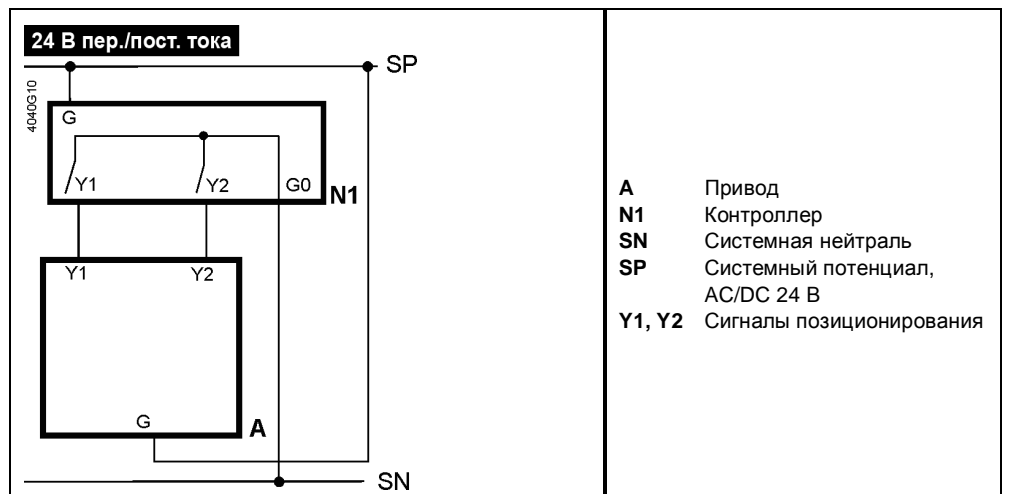 24 В пер./пост. тока
SP
4040G10
G
Y1
Y2
G0
N1
Y1
Y2
G
A
SN
A Привод
N1 Контроллер
SN Системная нейтраль
SP Системный потенциал,
AC/DC 24 В
Y1, Y2 Сигналы позиционирования